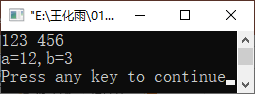 "E:\王化雨\01...
123 456
a=12,b=3
Press any key to continue